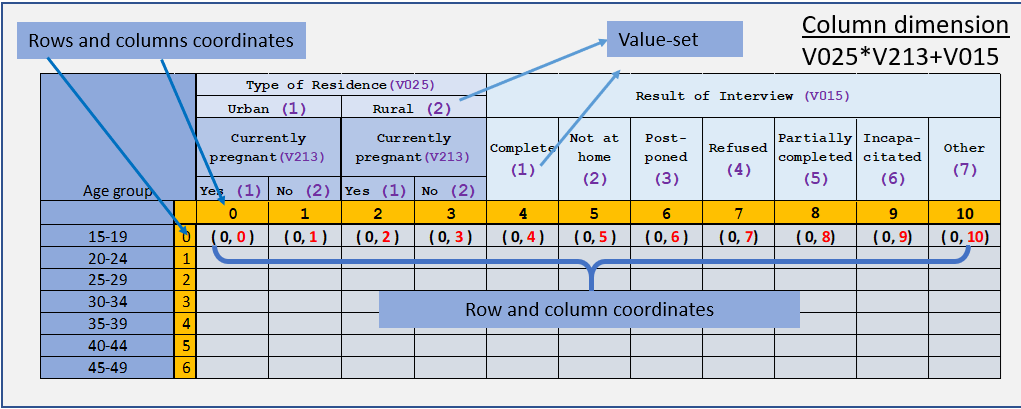 Column dimension
V025*V213+V015
Rows and columns coordinates
Value-set
Type of Residence(V025)
Result of Interview (V015)
Urban (1)
Rural (2)
Currently pregnant(V213)
Currently pregnant(V213)
Complete (1)
Not at home (2)
Post-poned (3)
Refused (4)
Partially completed (5)
Incapa-citated (6)
Other (7)
Age group
Yes (1) No (2) Yes (1) No (2)
0 1 2 3 4 5 6 7 8 9 10
15-19 0 (0, 0) (0, 1) (0, 2) (0, 3) (0, 4) (0, 5) (0, 6) (0, 7) (0, 8) (0, 9) (0, 10)
20-24 1
25-29 2
30-34 3
35-39 4
40-44 5
45-49 6
Row and column coordinates